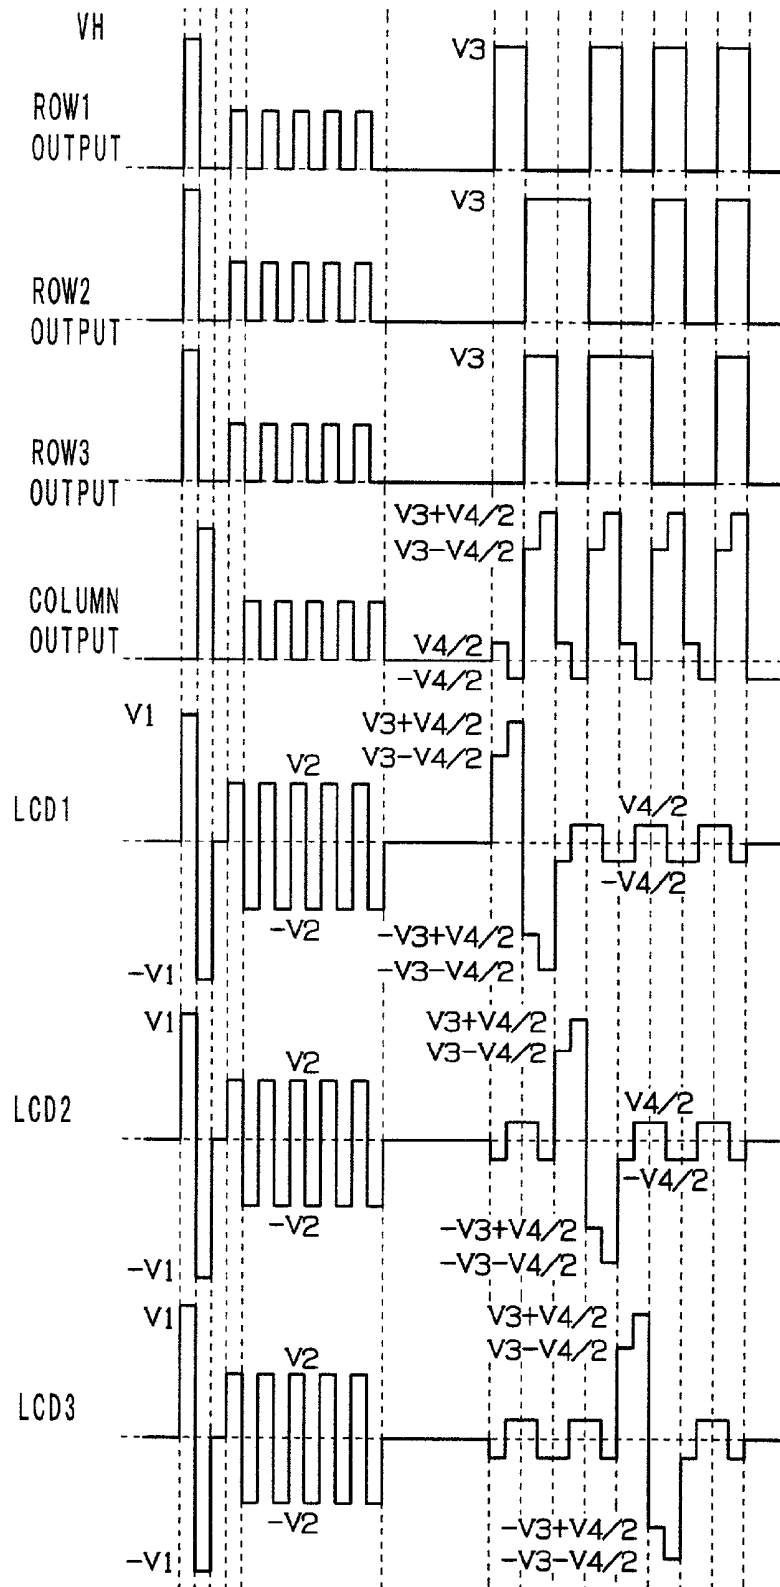 VH
V3
ROW1
OUTPUT
V3
ROW2
OUTPUT
V3
ROW3
OUTPUT
V3+V4/2
V3-V4/2
COLUMN
OUTPUT
V4/2
-V4/2
V1
V3+V4/2
V3-V4/2
V2
LCD1
V4/2
-V4/2
-V2
-V3+V4/2
-V3-V4/2
-V1
V1
V3+V4/2
V3-V4/2
V2
LCD2
V4/2
-V4/2
-V2
-V3+V4/2
-V3-V4/2
-V1
V1
V3+V4/2
V3-V4/2
V2
LCD3
-V2
-V3+V4/2
-V3-V4/2
-V1